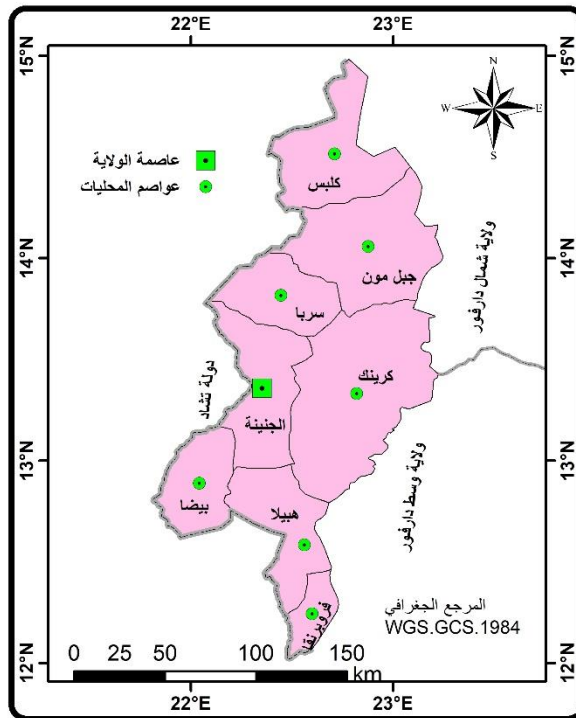 22°E 23°E
15°N 15°N
N
W E
S
عاصمة الولاية
عواصم المحليات
كلبس
14°N 14°N
جبل مون
ولاية شمال دارفور
سربا
دولة تشاد
كرينك
الجنينة
13°N 13°N
ولاية وسط دارفور
بيضا
هبيلا
فروبرنقا
المرجع الجغرافي
WGS.GCS.1984
12°N 12°N
0 25 50 100 150
km
22°E 23°E